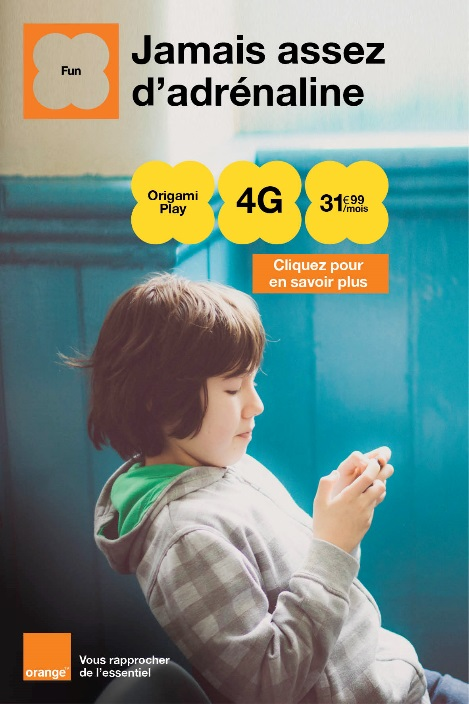 Fun
Jamais assez
d’adrénaline
Origami
Play
4G
31€99
/mois
Cliquez pour
en savoir plus
orange™
Vous rapprocher
de l’essentiel